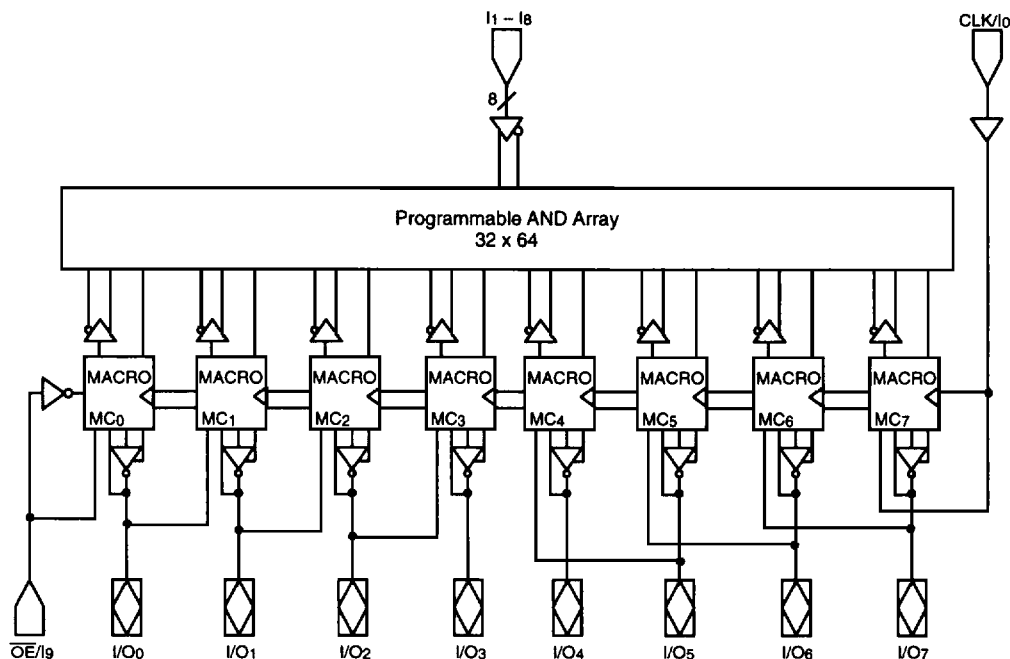 I1 – I8
CLK/I0
8
Programmable AND Array
32 x 64
MACRO MACRO MACRO MACRO MACRO MACRO MACRO MACRO
MC0 MC1 MC2 MC3 MC4 MC5 MC6 MC7
O̅E̅/I9 I/O0 I/O1 I/O2 I/O3 I/O4 I/O5 I/O6 I/O7